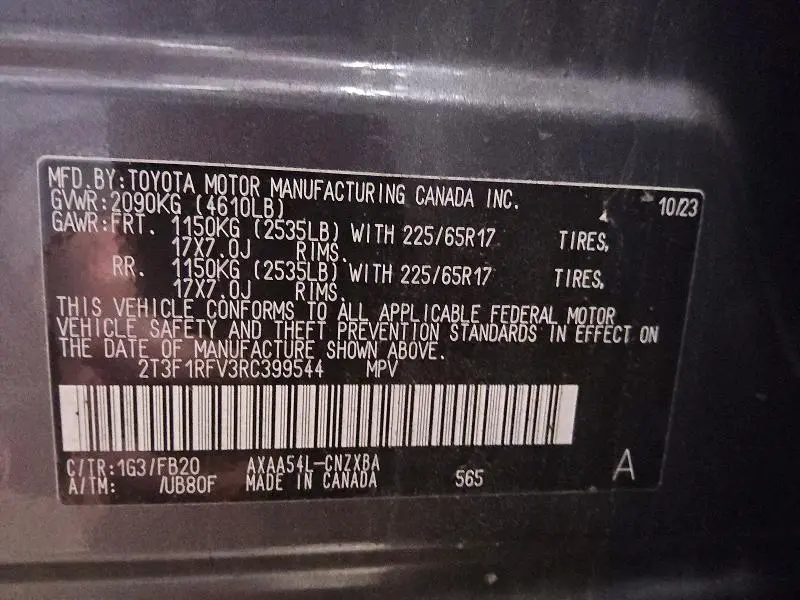 MFD.BY:TOYOTA MOTOR MANUFACTURING CANADA INC. 10/23
GVWR:2090KG (4610LB)
GAWR:FRT. 1150KG (2535LB) WITH 225/65R17 TIRES,
17X7.0J RIMS.
RR. 1150KG (2535LB) WITH 225/65R17 TIRES,
17X7.0J RIMS.
THIS VEHICLE CONFORMS TO ALL APPLICABLE FEDERAL MOTOR
VEHICLE SAFETY AND THEFT PREVENTION STANDARDS IN EFFECT ON
THE DATE OF MANUFACTURE SHOWN ABOVE.
2T3F1RFV3RC399544 MPV
C/TR:1G3/FB20 AXAA54L-CNZXBA
A/TM: /UB80F MADE IN CANADA 565 A